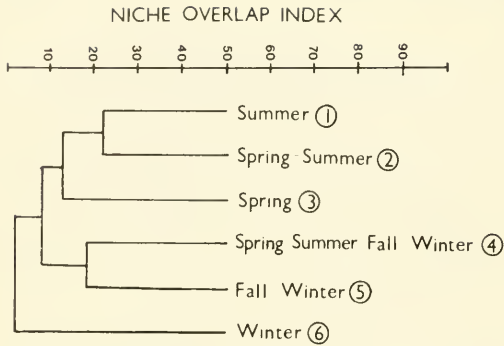 NICHE OVERLAP INDEX
10 20 30 40 50 60 70 80 90
Summer ①
Spring Summer ②
Spring ③
Spring Summer Fall Winter ④
Fall Winter ⑤
Winter ⑥